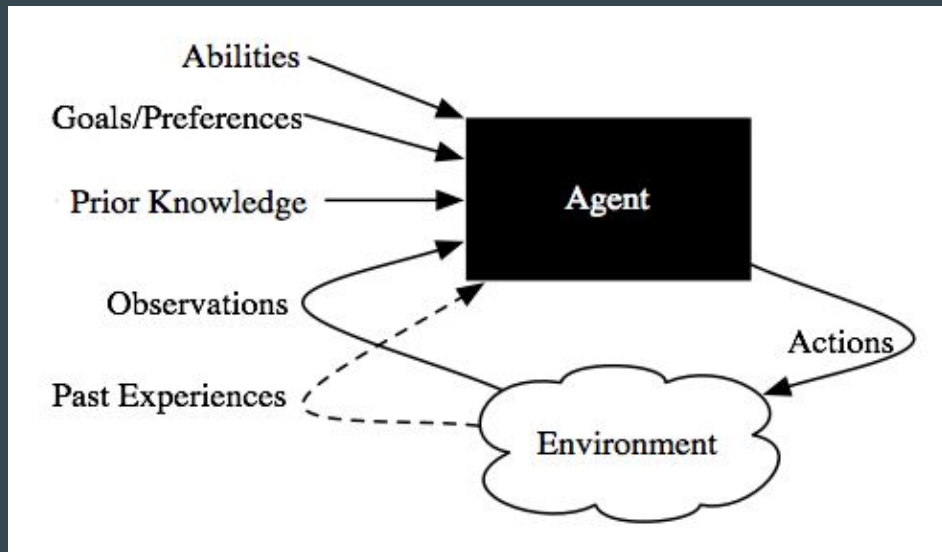 Abilities
Goals/Preferences
Prior Knowledge
Agent
Observations
Actions
Past Experiences
Environment